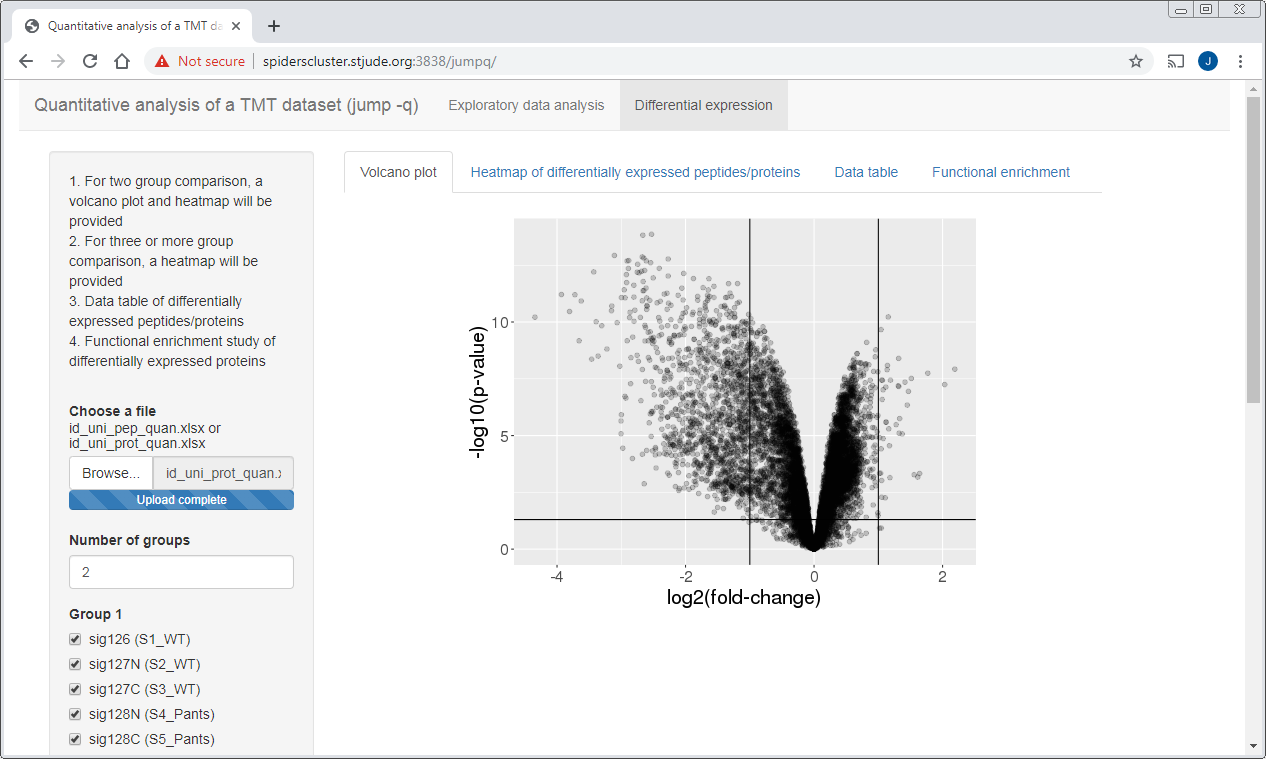 Quantitative analysis of a TMT da
Not secure
spiderscluster.stjude.org:3838/jumpq/
J
Quantitative analysis of a TMT dataset (jump -q)
Exploratory data analysis
Differential expression
1. For two group comparison, a
volcano plot and heatmap will be
provided
2. For three or more group
comparison, a heatmap will be
provided
3. Data table of differentially
expressed peptides/proteins
4. Functional enrichment study of
differentially expressed proteins
Choose a file
id_uni_pep_quan.xlsx or
id_uni_prot_quan.xlsx
Browse...
id_uni_prot_quan.x
Upload complete
Number of groups
2
Group 1
sig126 (S1_WT)
sig127N (S2_WT)
sig127C (S3_WT)
sig128N (S4_Pants)
sig128C (S5_Pants)
Volcano plot
Heatmap of differentially expressed peptides/proteins
Data table
Functional enrichment
-log10(p-value)
10
5
0
-4
-2
0
2
log2(fold-change)